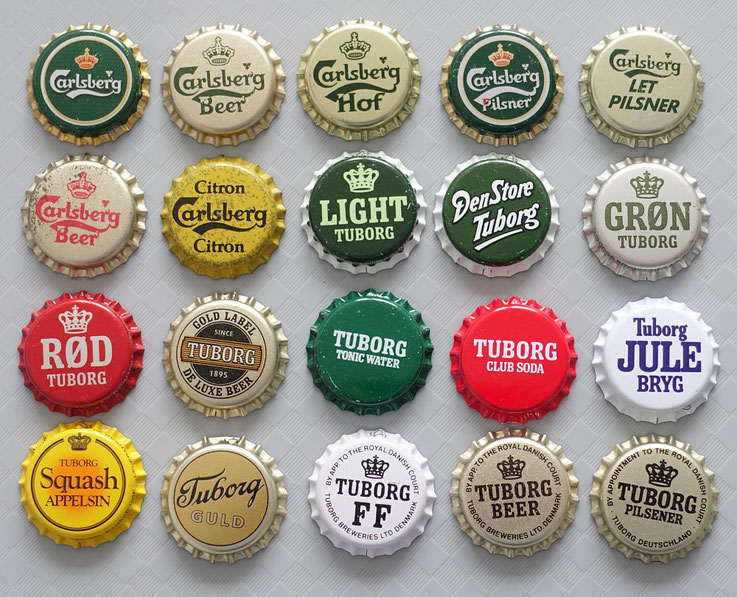 Carlsberg
Carlsberg
Beer
Carlsberg
Hof
Carlsberg
Pilsner
Carlsberg
LET
PILSNER
Carlsberg
Beer
Citron
Carlsberg
Citron
LIGHT
TUBORG
Den Store
Tuborg
GRØN
TUBORG
RØD
TUBORG
GOLD LABEL
SINCE
TUBORG
1895
DE LUXE BEER
TUBORG
TONIC WATER
TUBORG
CLUB SODA
Tuborg
JULE
BRYG
TUBORG
Squash
APPELSIN
Tuborg
GULD
BY APP. TO THE ROYAL DANISH COURT
TUBORG
FF
TUBORG BREWERIES LTD. DENMARK
BY APP. TO THE ROYAL DANISH COURT
TUBORG
BEER
TUBORG BREWERIES LTD. DENMARK
BY APPOINTMENT TO THE ROYAL DANISH COURT
TUBORG
PILSENER
TUBORG DEUTSCHLAND